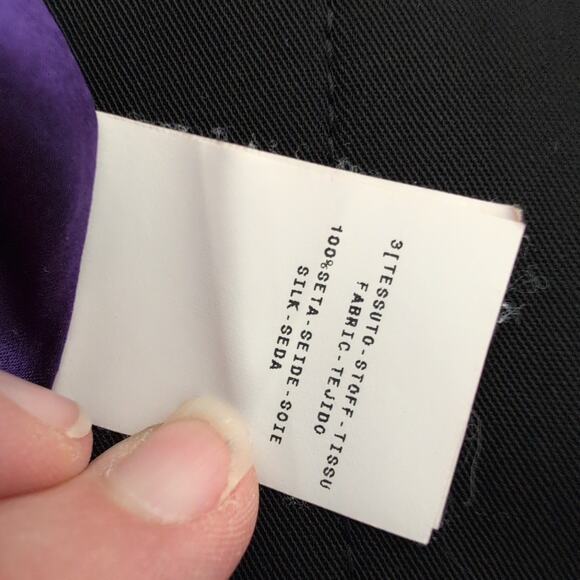 3[TESSUTO-STOFF-TISSU
FABRIC-TEJIDO
100%SETA-SEIDE-SOIE
SILK-SEDA